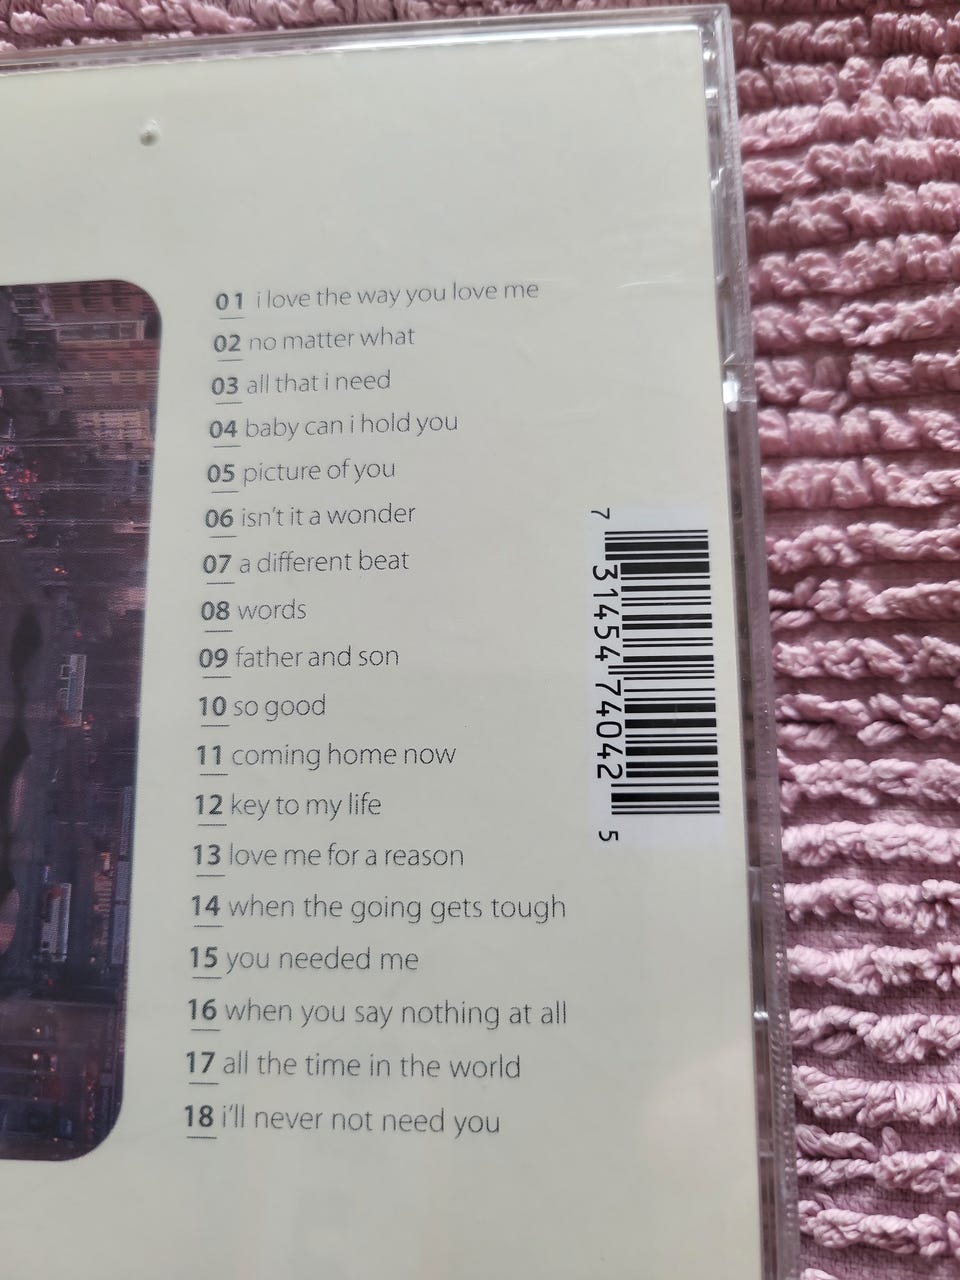 01 i love the way you love me
02 no matter what
03 all that i need
04 baby can i hold you
05 picture of you
06 isn't it a wonder
07 a different beat
08 words
09 father and son
10 so good
11 coming home now
12 key to my life
13 love me for a reason
14 when the going gets tough
15 you needed me
16 when you say nothing at all
17 all the time in the world
18 i'll never not need you
7 31454 74042 5